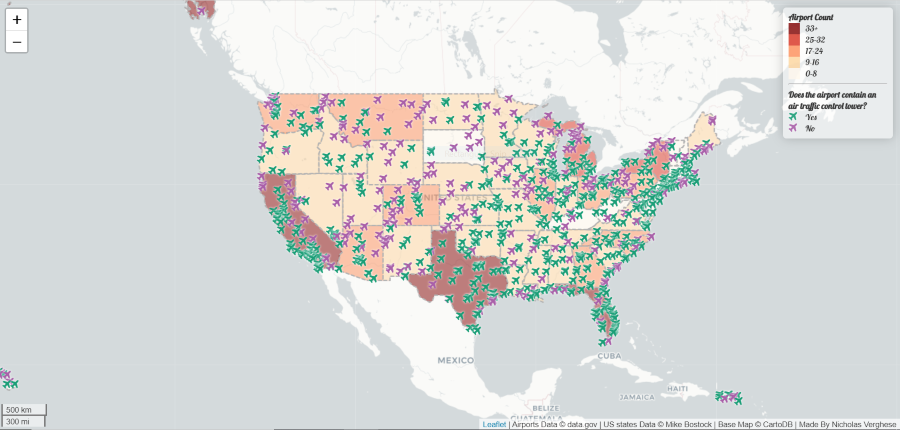 +
−
Airport Count
33+
25-32
17-24
9-16
0-8
Does the airport contain an
air traffic control tower?
Yes
No
UNITED STATES
MEXICO
CUBA
HAITI
JAMAICA
BELIZE
GUATEMALA
500 km
300 mi
Leaflet | Airports Data © data.gov | US states Data © Mike Bostock | Base Map © CartoDB | Made By Nicholas Verghese